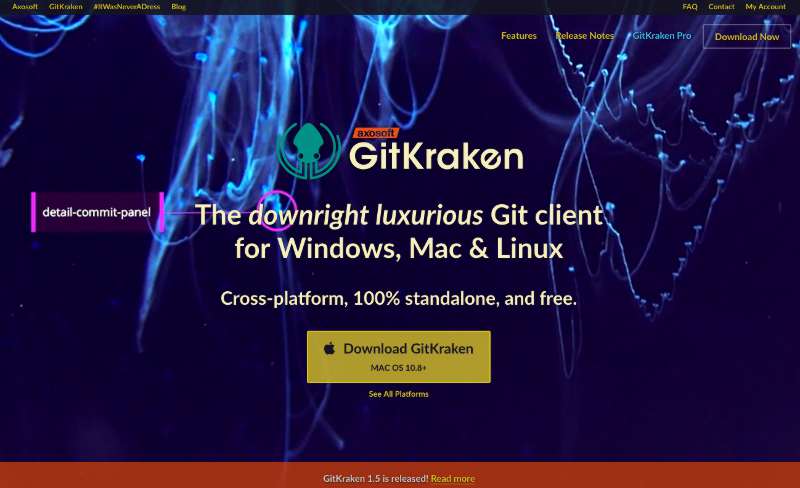 Axosoft GitKraken #ItWasNeverADress Blog FAQ Contact My Account
Features Release Notes GitKraken Pro Download Now
axosoft
GitKraken
detail-commit-panel
The downright luxurious Git client
for Windows, Mac & Linux
Cross-platform, 100% standalone, and free.
Download GitKraken
MAC OS 10.8+
See All Platforms
GitKraken 1.5 is released! Read more